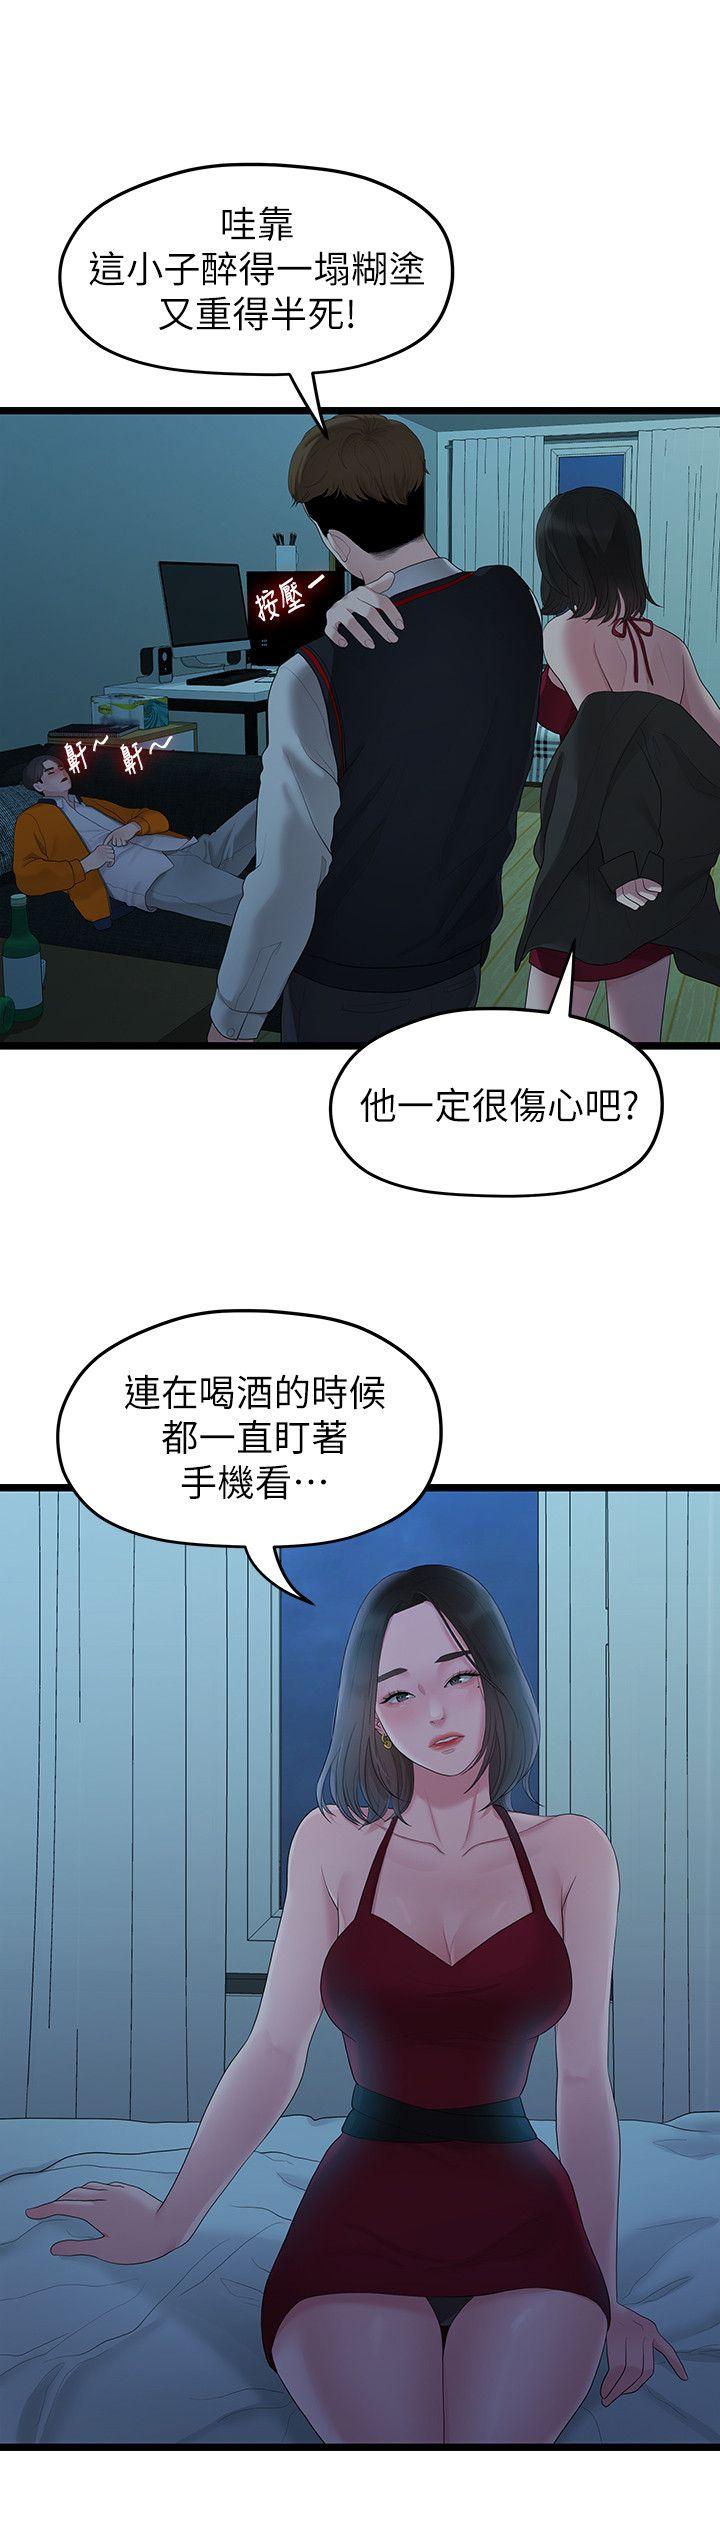 哇靠
這小子醉得一塌糊塗
又重得半死!
按壓一
鼾～
鼾～
他一定很傷心吧?
連在喝酒的時候
都一直盯著
手機看…